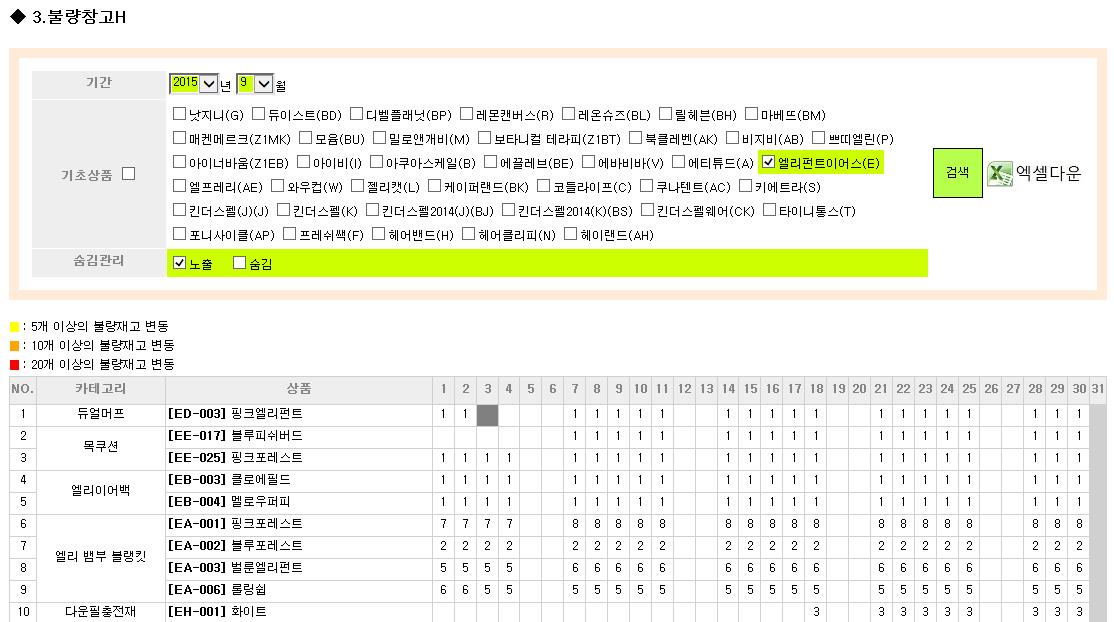 ◆ 3.불량참고H
기간 2015 년 9 월
기초상품
낫지니(G) 듀이스트(BD) 디벨플래닛(BP) 레몬캔버스(R) 레온슈즈(BL) 릴헤븐(BH) 마베뜨(BM)
매켄메르크(Z1MK) 모윰(BU) 밀로앤개비(M) 보타니컬 테라피(Z1BT) 북클레벤(AK) 비지비(AB) 쁘띠엘린(P)
아이너바움(Z1EB) 아이비(I) 아쿠아스케일(B) 에끌레브(BE) 에바비바(V) 에티튜드(A) 엘리펀트이어스(E)
엘프레리(AE) 와우컵(W) 젤리캣(L) 케이퍼랜드(BK) 코들라이프(C) 쿠나텐트(AC) 키에트라(S)
킨더스펠(J)(J) 킨더스펠(K) 킨더스펠2014(J)(BJ) 킨더스펠2014(K)(BS) 킨더스펠웨어(CK) 타이니통스(T)
포니사이클(AP) 프레쉬쌕(F) 헤어밴드(H) 헤어클리피(N) 헤이랜드(AH)
검색 엑셀다운
숨김관리 노출 숨김
: 5개 이상의 불량재고 변동
: 10개 이상의 불량재고 변동
: 20개 이상의 불량재고 변동
NO. 카테고리 상품 1 2 3 4 5 6 7 8 9 10 11 12 13 14 15 16 17 18 19 20 21 22 23 24 25 26 27 28 29 30 31
1 듀얼머프 [ED-003] 핑크엘리펀트 1 1 1 1 1 1 1 1 1 1 1 1 1 1 1 1 1 1 1 1
2 목쿠션 [EE-017] 블루피쉬버드 1 1 1 1 1 1 1 1 1 1 1 1 1 1 1 1 1 1
3 [EE-025] 핑크포레스트 1 1 1 1 1 1 1 1 1 1 1 1 1 1 1 1 1 1 1 1 1 1
4 엘리이어백 [EB-003] 클로에필드 1 1 1 1 1 1 1 1 1 1 1 1 1 1 1 1 1 1 1 1 1 1
5 [EB-004] 멜로우퍼피 1 1 1 1 1 1 1 1 1 1 1 1 1 1 1 1 1 1 1 1 1 1
6 엘리 뱀부 블랭킷 [EA-001] 핑크포레스트 7 7 7 7 8 8 8 8 8 8 8 8 8 8 8 8 8 8 8 8 8 8
7 [EA-002] 블루포레스트 2 2 2 2 2 2 2 2 2 2 2 2 2 2 2 2 2 2 2 2 2 2
8 [EA-003] 벌룬엘리펀트 5 5 5 5 6 6 6 6 6 6 6 6 6 6 6 6 6 6 6 6 6 6
9 [EA-006] 롤링쉽 6 6 5 5 5 5 5 5 5 5 5 5 5 5 5 5 5 5 5 5 5 5
10 다운필충전재 [EH-001] 화이트 3 3 3 3 3 3 3 3 3